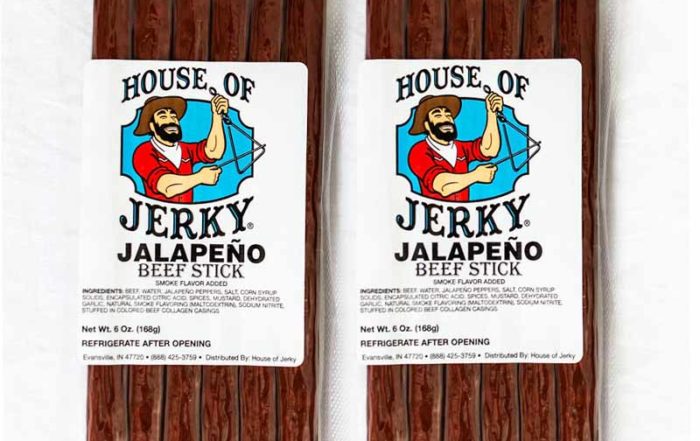 HOUSE OF
JERKY®
JALAPEÑO
BEEF STICK
SMOKE FLAVOR ADDED
INGREDIENTS: BEEF, WATER, JALAPEÑO PEPPERS, SALT, CORN SYRUP
SOLIDS, ENCAPSULATED CITRIC ACID, SPICES, MUSTARD, DEHYDRATED
GARLIC, NATURAL SMOKE FLAVORING (MALTODEXTRIN), SODIUM NITRITE,
STUFFED IN COLORED BEEF COLLAGEN CASINGS
Net Wt. 6 Oz. (168g)
REFRIGERATE AFTER OPENING
Evansville, IN 47720 • (888) 425-3759 • Distributed By: House of Jerky
HOUSE OF
JERKY®
JALAPEÑO
BEEF STICK
SMOKE FLAVOR ADDED
INGREDIENTS: BEEF, WATER, JALAPEÑO PEPPERS, SALT, CORN SYRUP
SOLIDS, ENCAPSULATED CITRIC ACID, SPICES, MUSTARD, DEHYDRATED
GARLIC, NATURAL SMOKE FLAVORING (MALTODEXTRIN), SODIUM NITRITE,
STUFFED IN COLORED BEEF COLLAGEN CASINGS
Net Wt. 6 Oz. (168g)
REFRIGERATE AFTER OPENING
Evansville, IN 47720 • (888) 425-3759 • Distributed By: House of Jerky